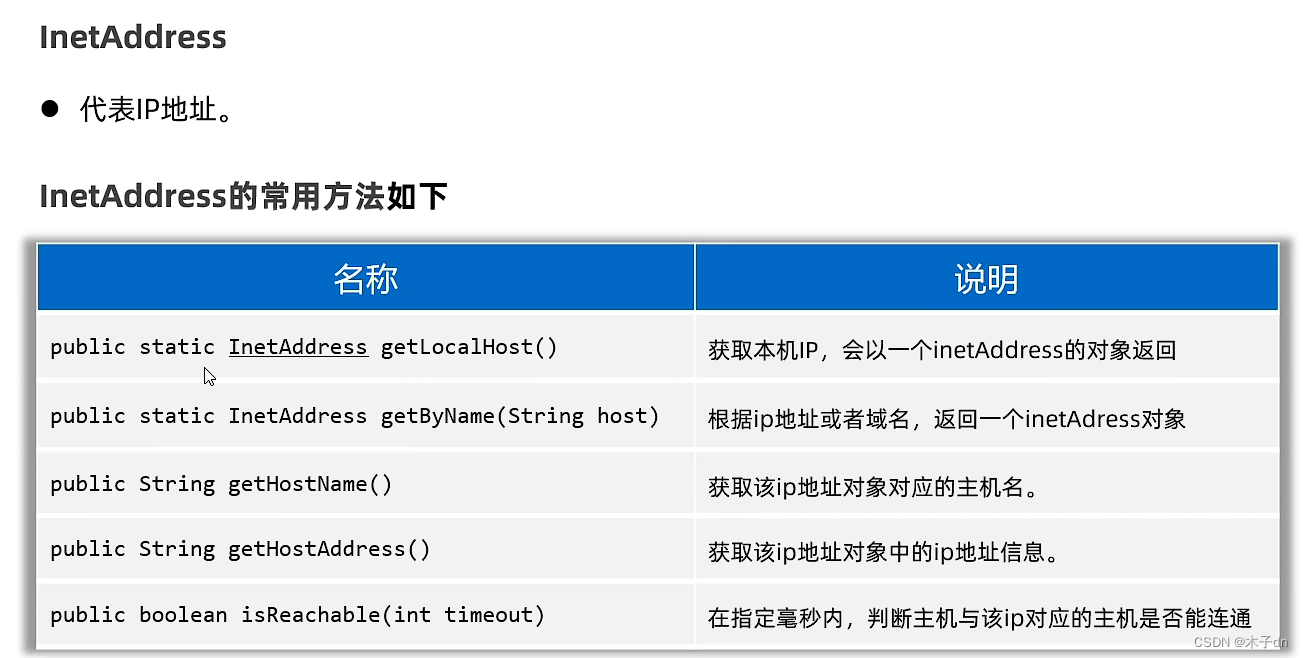 InetAddress
● 代表IP地址。
InetAddress的常用方法如下
名称 说明
public static InetAddress getLocalHost() 获取本机IP，会以一个inetAddress的对象返回
public static InetAddress getByName(String host) 根据ip地址或者域名，返回一个inetAdress对象
public String getHostName() 获取该ip地址对象对应的主机名。
public String getHostAddress() 获取该ip地址对象中的ip地址信息。
public boolean isReachable(int timeout) 在指定毫秒内，判断主机与该ip对应的主机是否能连通
CSDN @木子dn